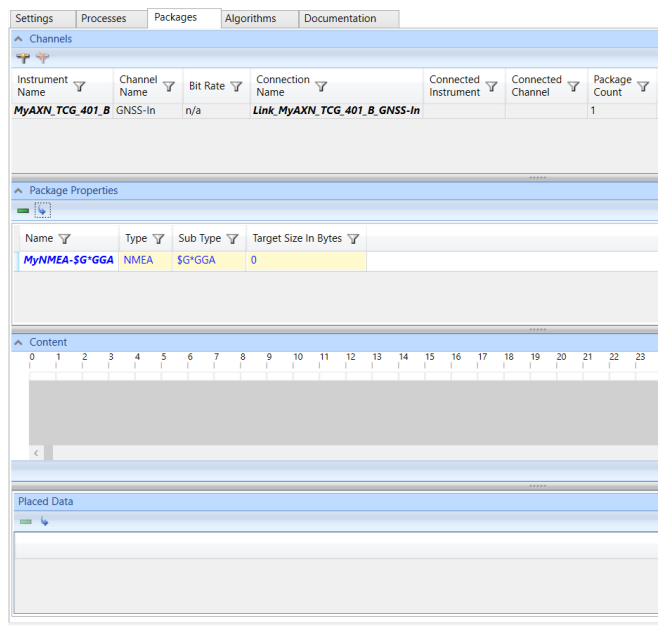 Settings Processes Packages Algorithms Documentation
Channels
Instrument Name Channel Name Bit Rate Connection Name Connected Instrument Connected Channel Package Count
MyAXN_TCG_401_B GNSS-In n/a Link_MyAXN_TCG_401_B_GNSS-In 1
Package Properties
Name Type Sub Type Target Size In Bytes
MyNMEA-$G*GGA NMEA $G*GGA 0
Content
0 1 2 3 4 5 6 7 8 9 10 11 12 13 14 15 16 17 18 19 20 21 22 23
Placed Data